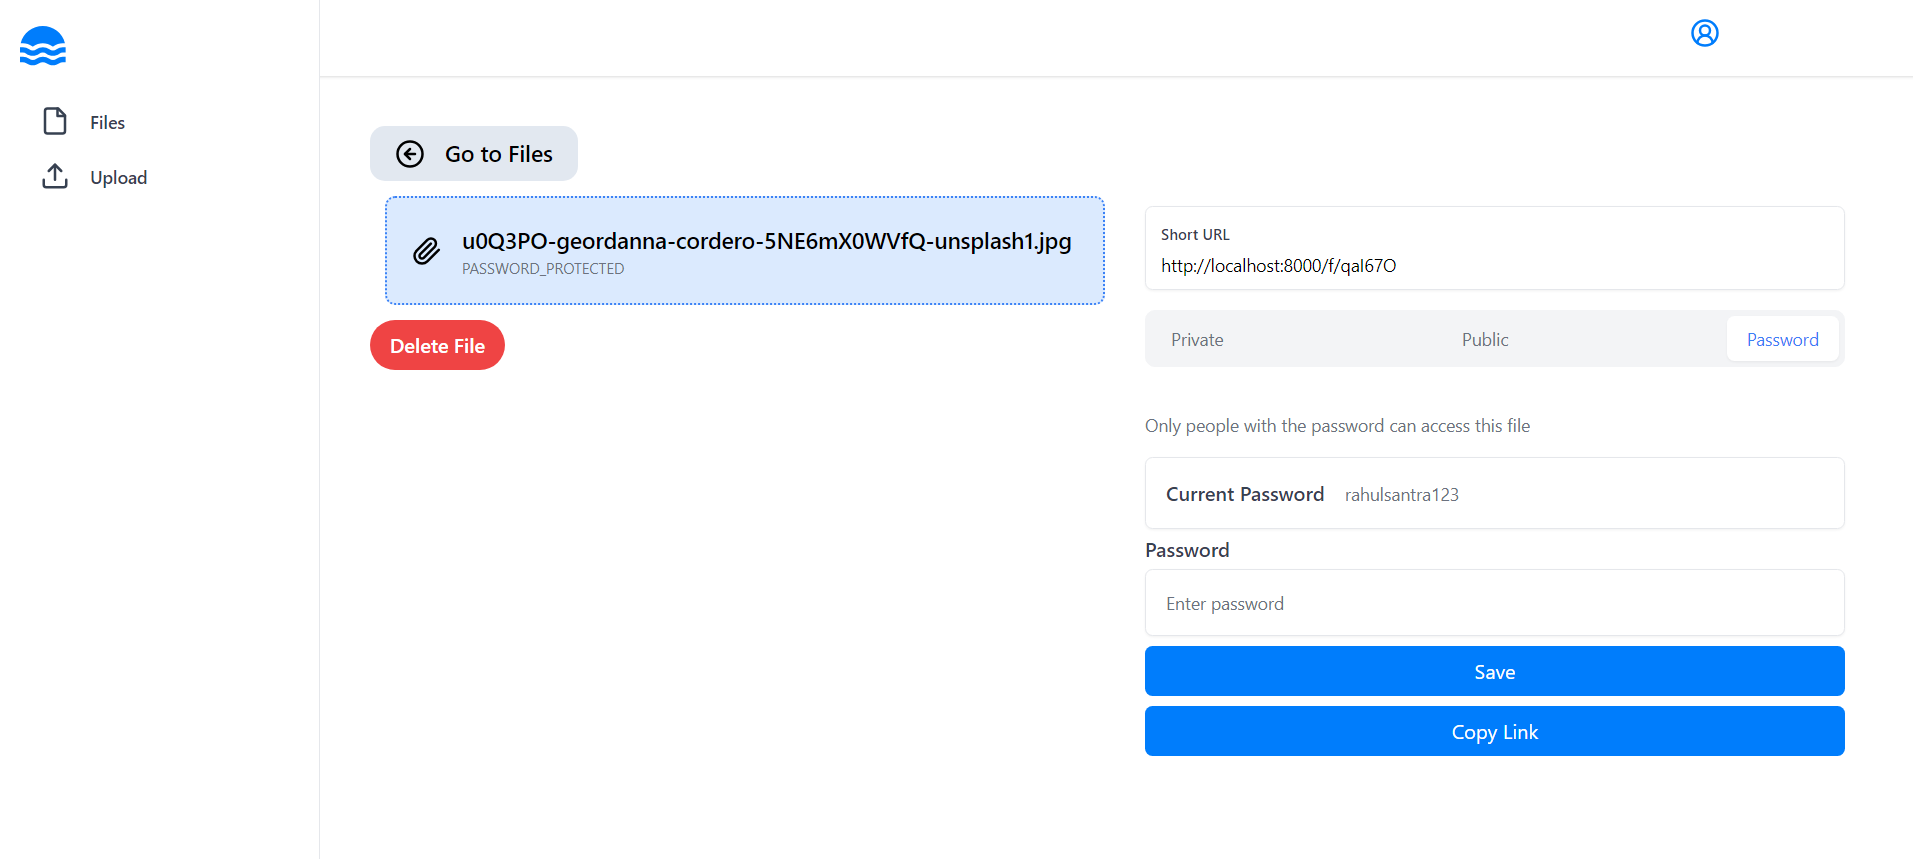 Files
Upload
Go to Files
u0Q3PO-geordanna-cordero-5NE6mX0WVfQ-unsplash1.jpg
PASSWORD_PROTECTED
Delete File
Short URL
http://localhost:8000/f/qaI67O
Private Public Password
Only people with the password can access this file
Current Password rahulsantra123
Password
Enter password
Save
Copy Link